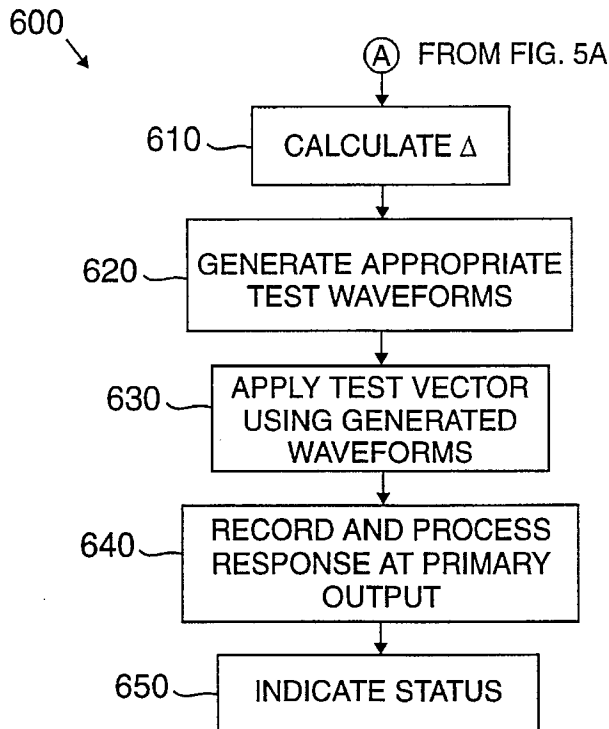 600
A FROM FIG. 5A
610
CALCULATE Δ
620
GENERATE APPROPRIATE
TEST WAVEFORMS
630
APPLY TEST VECTOR
USING GENERATED
WAVEFORMS
640
RECORD AND PROCESS
RESPONSE AT PRIMARY
OUTPUT
650
INDICATE STATUS